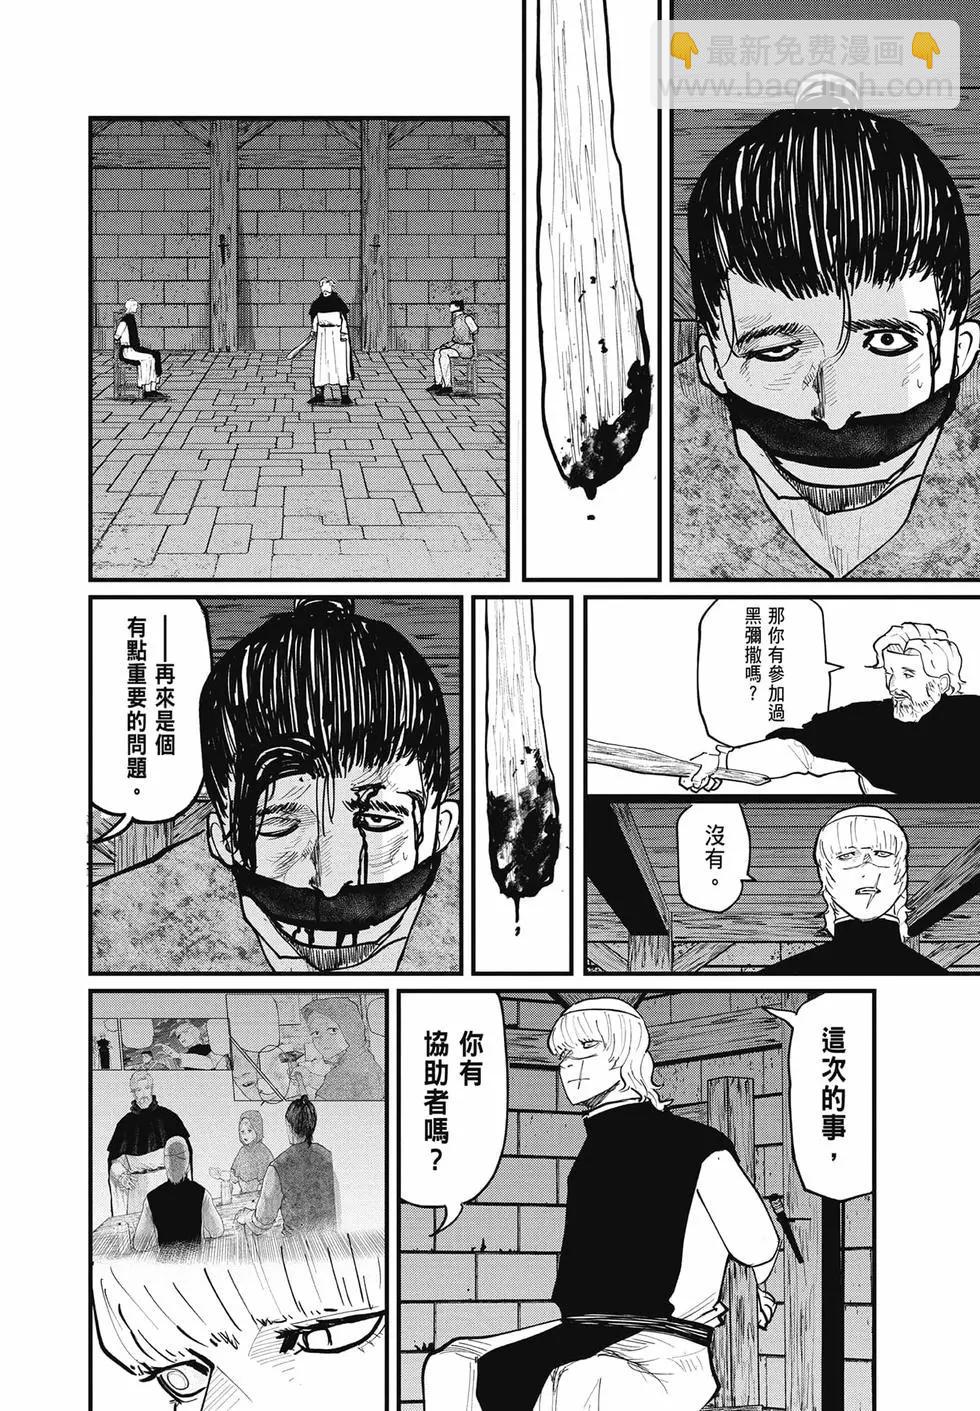 👇最新免费漫画👇
www.baozimh.com
那你有參加過
黑彌撒嗎？
沒有。
——再來是個
有點重要的問題。
這次的事，
你有
協助者嗎？